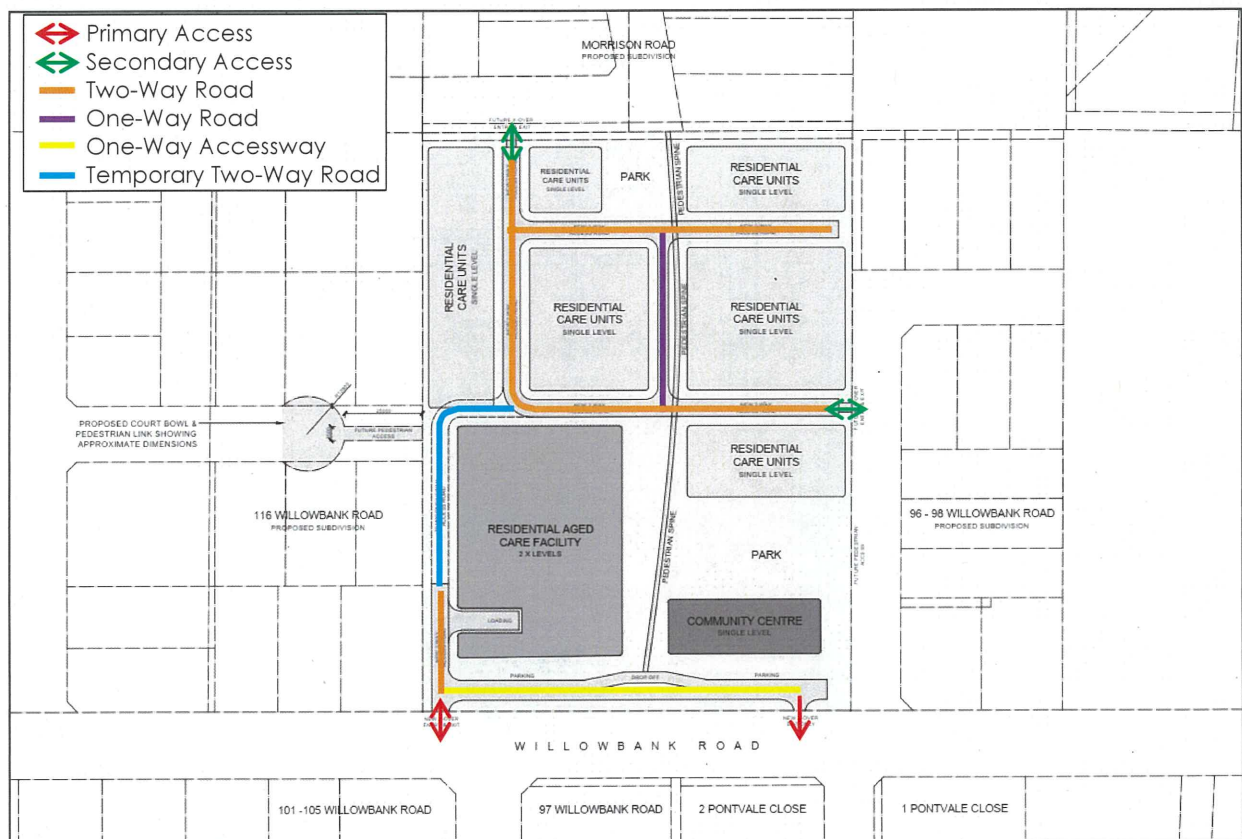 Primary Access
Secondary Access
Two-Way Road
One-Way Road
One-Way Accessway
Temporary Two-Way Road
MORRISON ROAD
PROPOSED SUBDIVISION
FUTURE
RESIDENTIAL
CARE UNITS
SINGLE LEVEL
PARK
PEDESTRIAN SPINE
RESIDENTIAL
CARE UNITS
SINGLE LEVEL
RESIDENTIAL
CARE UNITS
SINGLE LEVEL
RESIDENTIAL
CARE UNITS
SINGLE LEVEL
PEDESTRIAN SPINE
RESIDENTIAL
CARE UNITS
SINGLE LEVEL
PROPOSED COURT BOWL &
PEDESTRIAN LINK SHOWING
APPROXIMATE DIMENSIONS
FUTURE PEDESTRIAN
ACCESS
RESIDENTIAL
CARE UNITS
SINGLE LEVEL
116 WILLOWBANK ROAD
PROPOSED SUBDIVISION
96 - 98 WILLOWBANK ROAD
PROPOSED SUBDIVISION
RESIDENTIAL AGED
CARE FACILITY
2 X LEVELS
PEDESTRIAN SPINE
PARK
FUTURE PEDESTRIAN
ACCESS
LOADING
COMMUNITY CENTRE
SINGLE LEVEL
PARKING
DROP OFF
PARKING
WILLOWBANK ROAD
101 -105 WILLOWBANK ROAD
97 WILLOWBANK ROAD
2 PONTVALE CLOSE
1 PONTVALE CLOSE